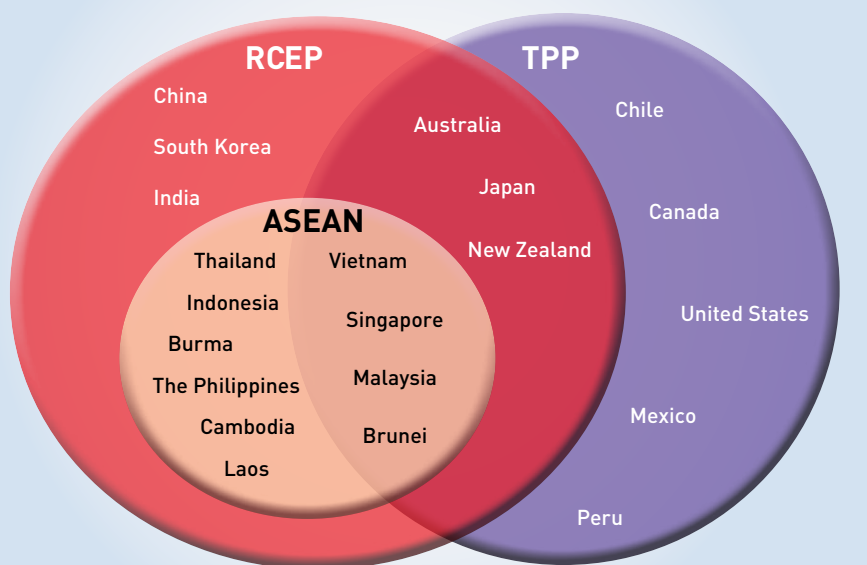 RCEP
TPP
China
South Korea
India
Australia
Japan
New Zealand
Chile
Canada
United States
Mexico
Peru
ASEAN
Thailand
Indonesia
Burma
The Philippines
Cambodia
Laos
Vietnam
Singapore
Malaysia
Brunei